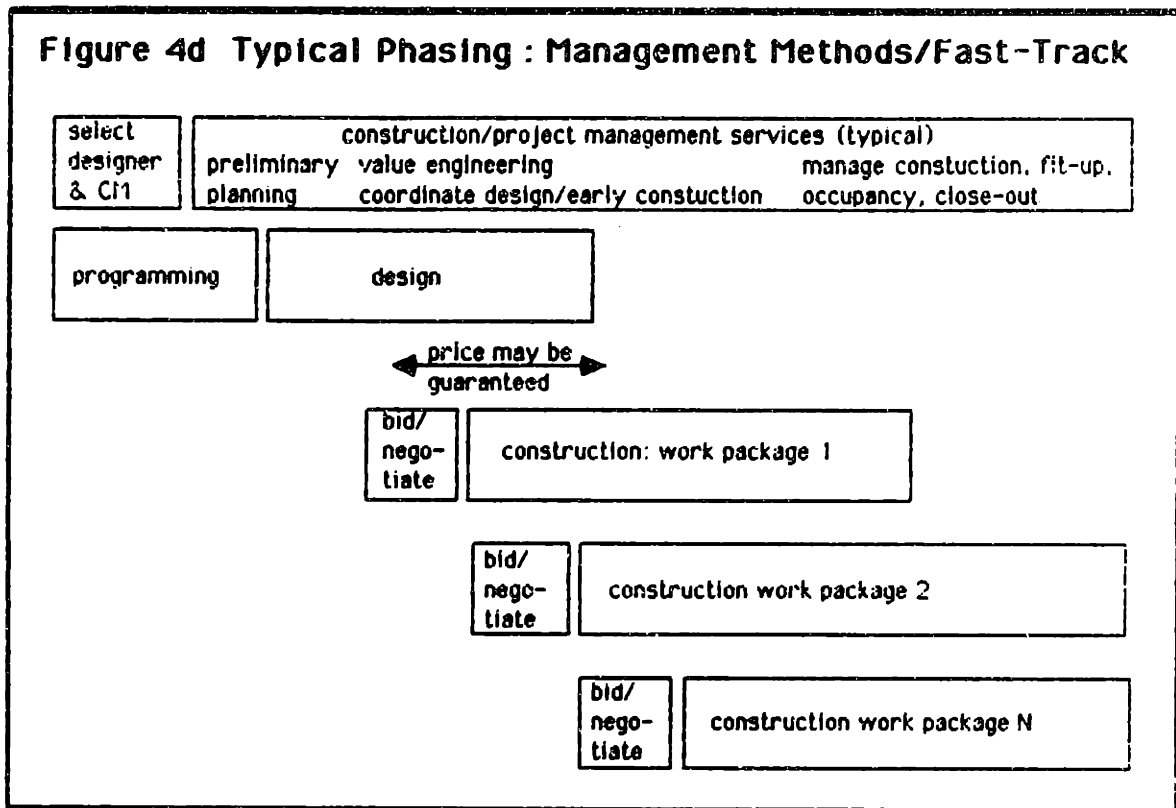 Figure 4d Typical Phasing : Management Methods/Fast-Track
select
designer
& CM
construction/project management services (typical)
preliminary value engineering manage constuction, fit-up,
planning coordinate design/early constuction occupancy, close-out
programming
design
price may be
guaranteed
bid/
nego-
tiate
construction: work package 1
bid/
nego-
tiate
construction work package 2
bid/
nego-
tiate
construction work package N